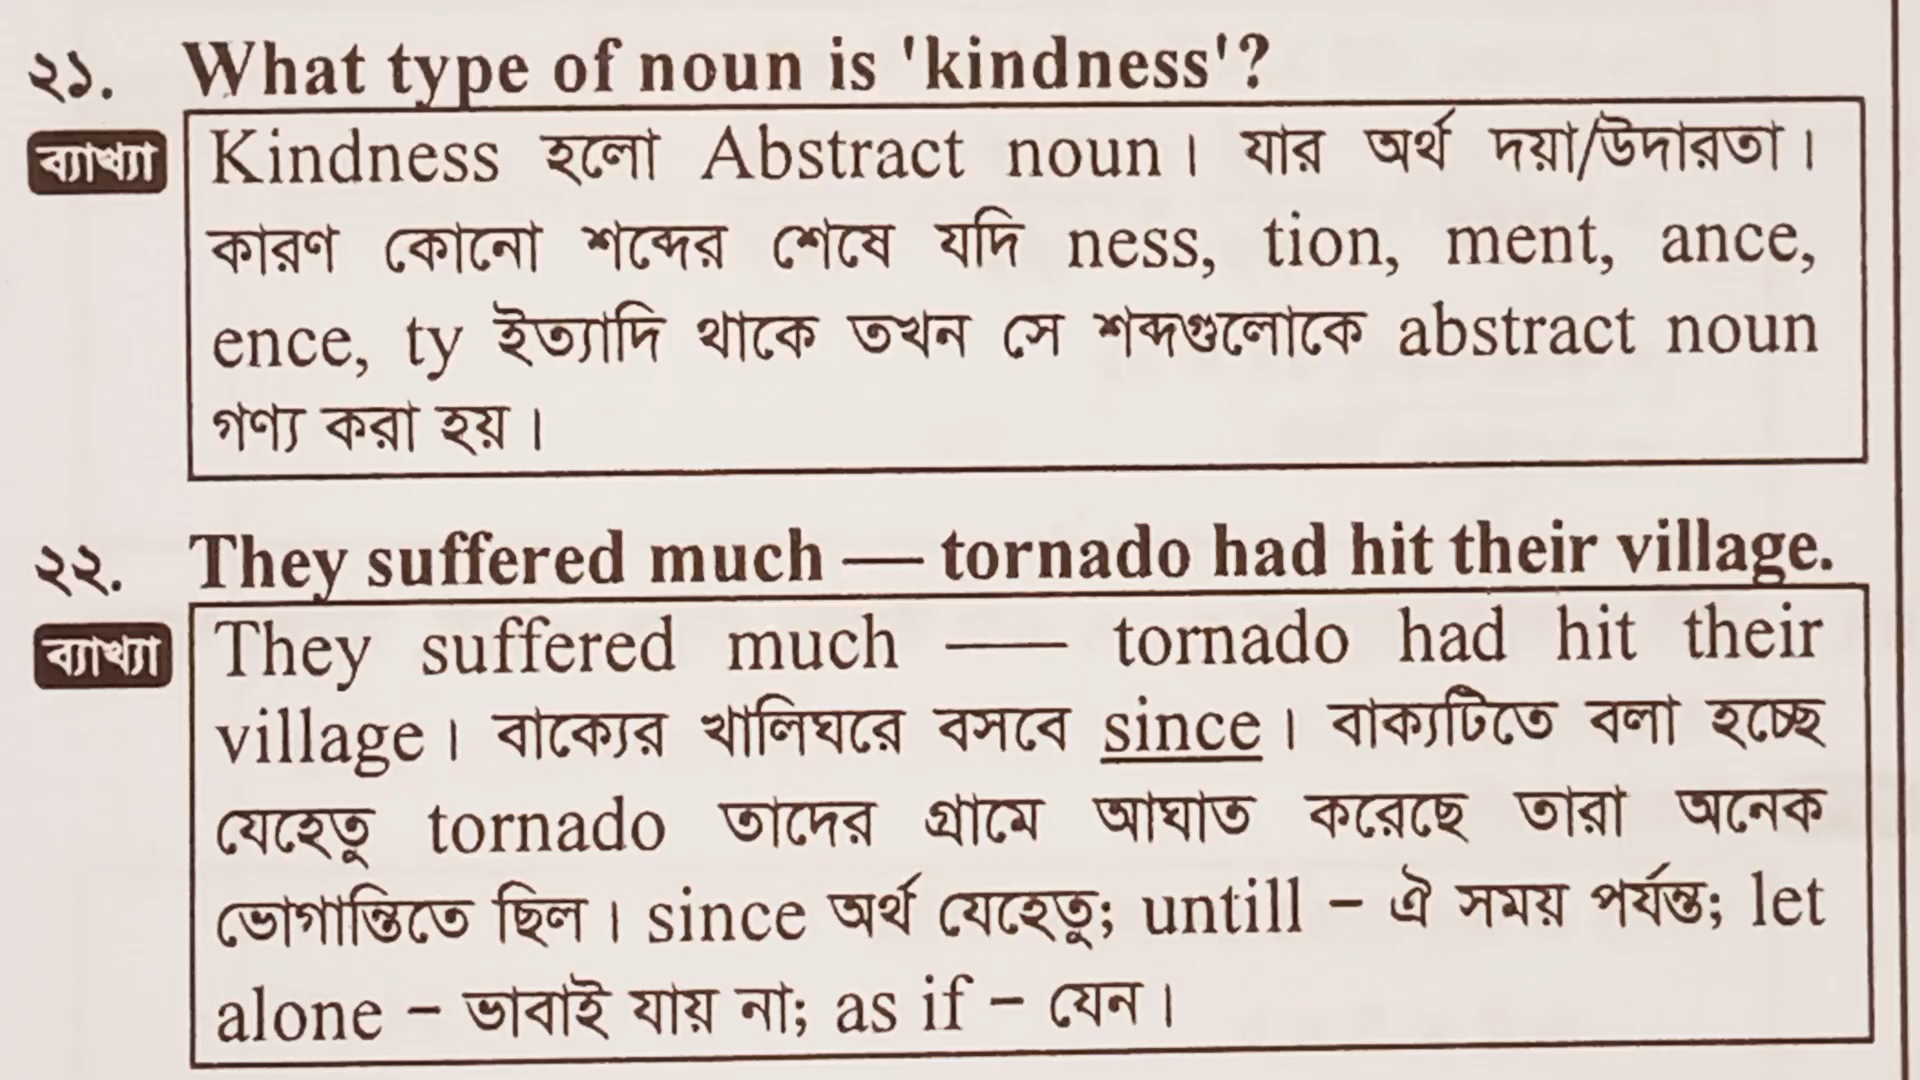 ২১. What type of noun is 'kindness'?
ব্যাখ্যা Kindness হলো Abstract noun। যার অর্থ দয়া/উদারতা।
কারণ কোনো শব্দের শেষে যদি ness, tion, ment, ance,
ence, ty ইত্যাদি থাকে তখন সে শব্দগুলোকে abstract noun
গণ্য করা হয়।
২২. They suffered much — tornado had hit their village.
ব্যাখ্যা They suffered much —— tornado had hit their
village। বাক্যের খালিঘরে বসবে since। বাক্যটিতে বলা হচ্ছে
যেহেতু tornado তাদের গ্রামে আঘাত করেছে তারা অনেক
ভোগান্তিতে ছিল। since অর্থ যেহেতু; untill – ঐ সময় পর্যন্ত; let
alone – ভাবাই যায় না; as if – যেন।